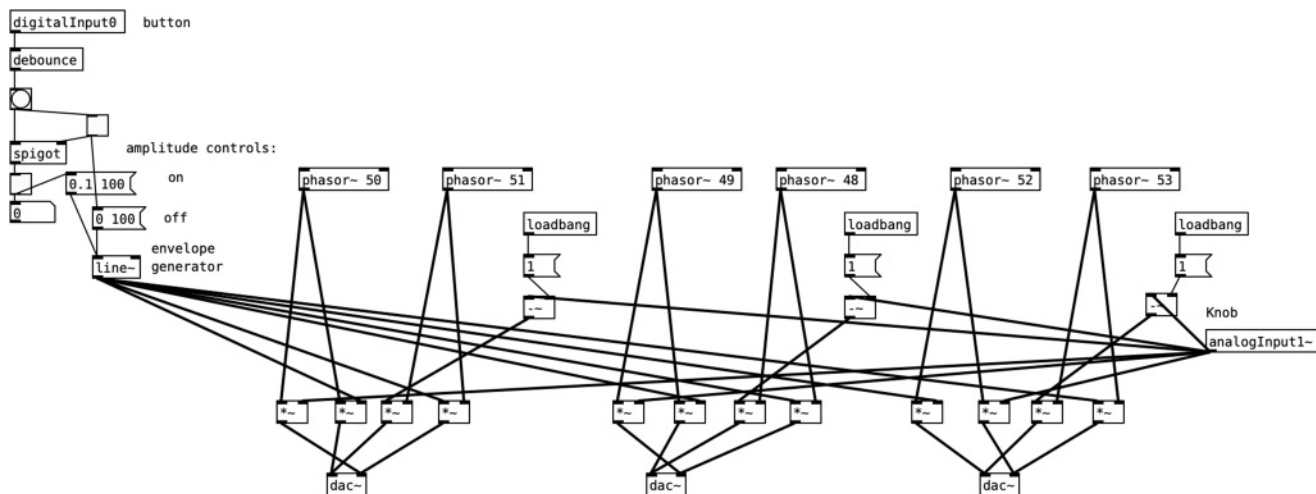 digitalInput0 button
debounce
spigot
amplitude controls:
0.1 100 on
0
0 100 off
envelope
line~ generator
phasor~ 50
phasor~ 51
phasor~ 49
phasor~ 48
phasor~ 52
phasor~ 53
loadbang
loadbang
loadbang
1
1
1
-~
-~
-~
Knob
analogInput1~
*~
*~
*~
*~
*~
*~
*~
*~
*~
*~
*~
*~
dac~
dac~
dac~